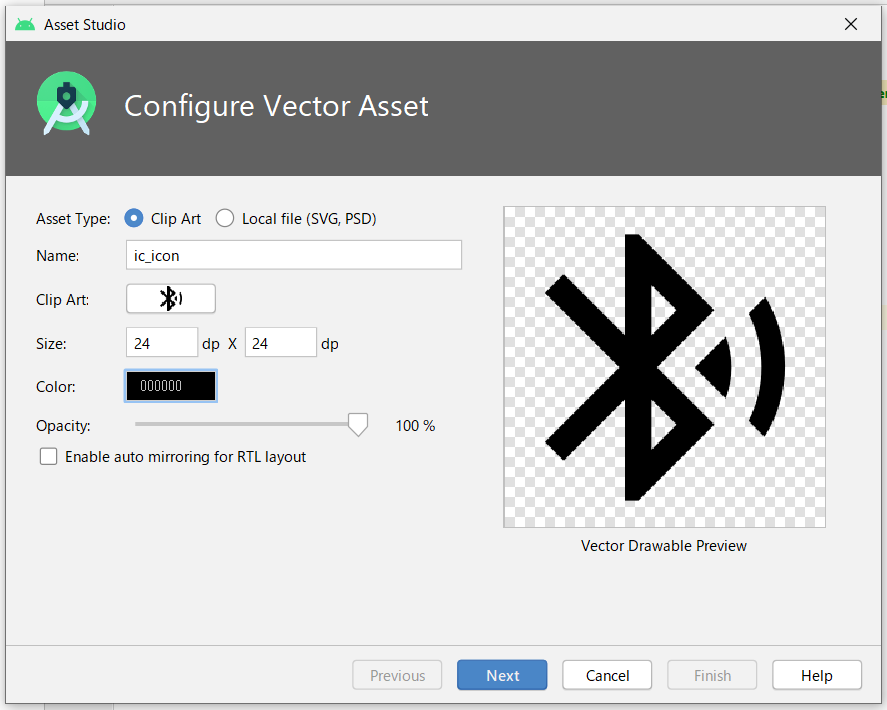 Asset Studio
Configure Vector Asset
Asset Type: Clip Art Local file (SVG, PSD)
Name: ic_icon
Clip Art:
Size: 24 dp X 24 dp
Color: 000000
Opacity: 100 %
Enable auto mirroring for RTL layout
Vector Drawable Preview
Previous Next Cancel Finish Help